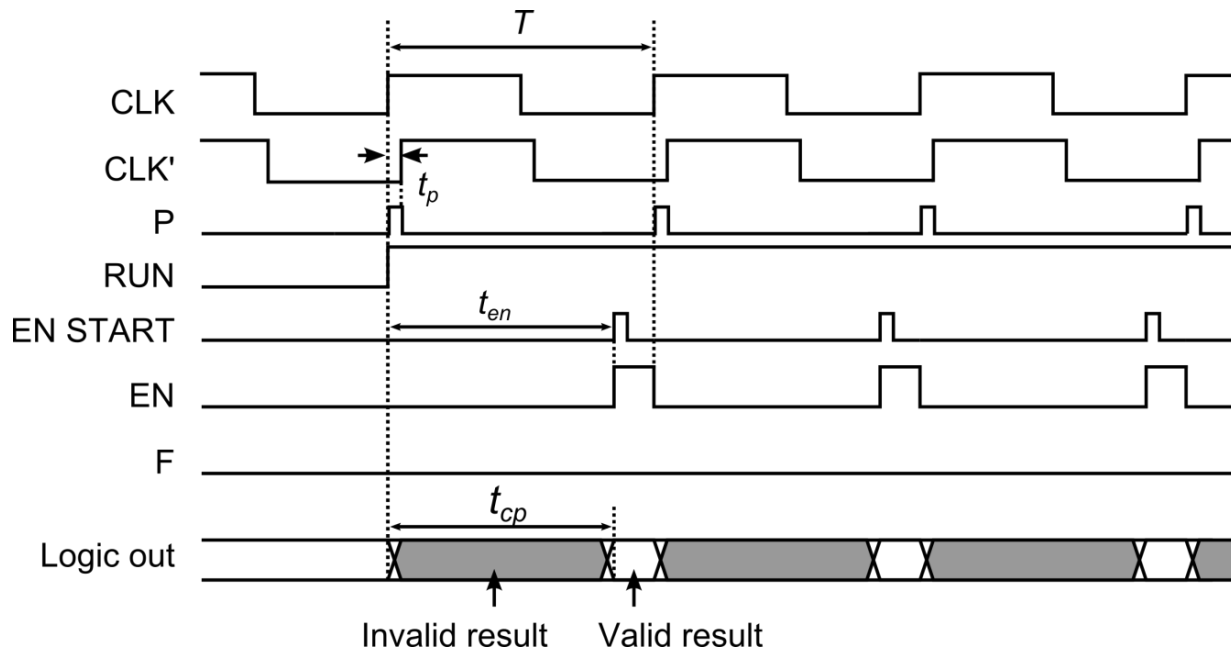 T
CLK
CLK'
tp
P
RUN
ten
EN START
EN
F
tcp
Logic out
Invalid result
Valid result